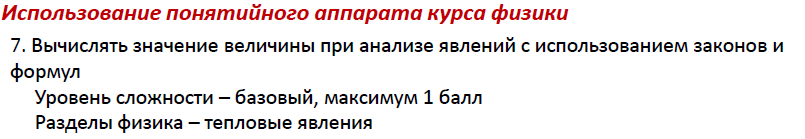 Использование понятийного аппарата курса физики
7. Вычислять значение величины при анализе явлений с использованием законов и
формул
Уровень сложности – базовый, максимум 1 балл
Разделы физика – тепловые явления